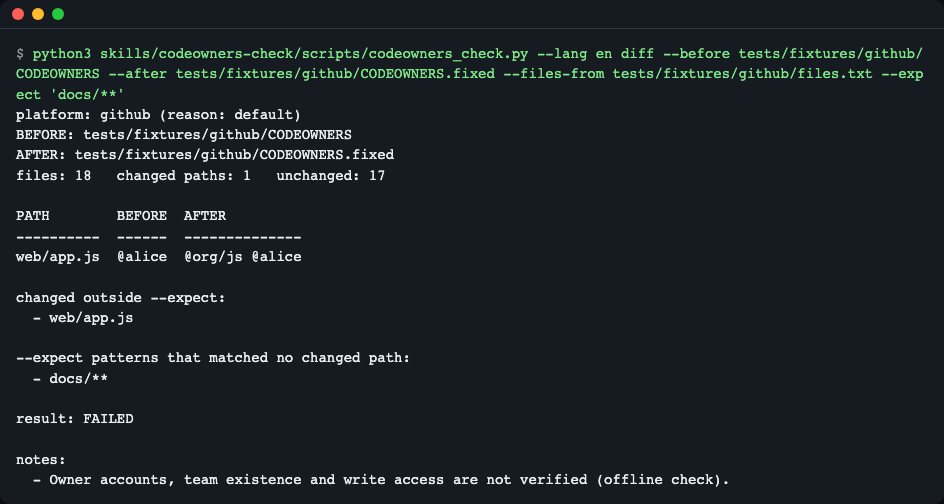 $ python3 skills/codeowners-check/scripts/codeowners_check.py --lang en diff --before tests/fixtures/github/
CODEOWNERS --after tests/fixtures/github/CODEOWNERS.fixed --files-from tests/fixtures/github/files.txt --exp
ect 'docs/**'
platform: github (reason: default)
BEFORE: tests/fixtures/github/CODEOWNERS
AFTER: tests/fixtures/github/CODEOWNERS.fixed
files: 18   changed paths: 1   unchanged: 17

PATH        BEFORE  AFTER
----------  ------  --------------
web/app.js  @alice  @org/js @alice

changed outside --expect:
  - web/app.js

--expect patterns that matched no changed path:
  - docs/**

result: FAILED

notes:
  - Owner accounts, team existence and write access are not verified (offline check).